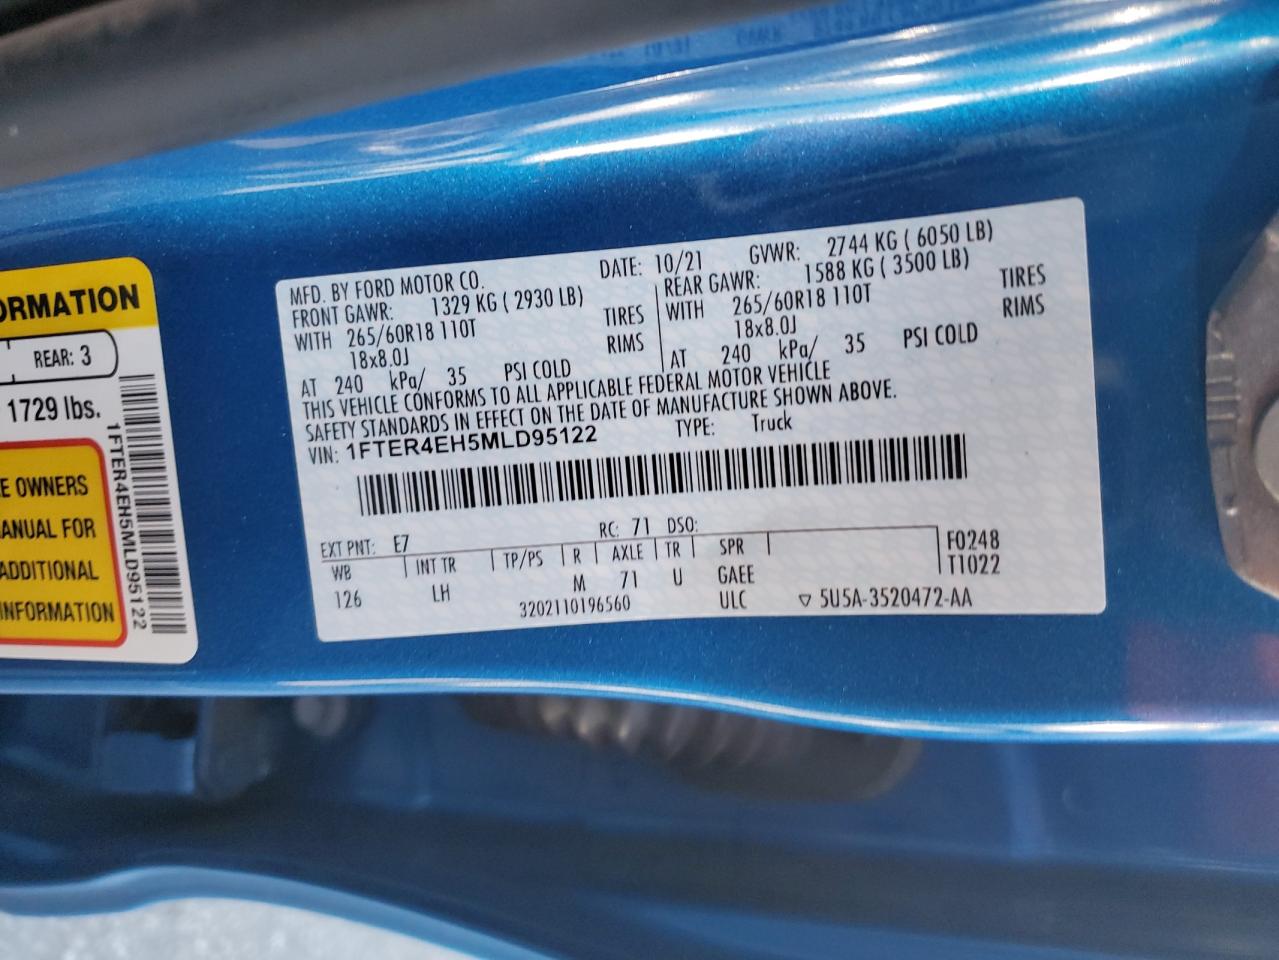 ORMATION
REAR: 3
1729 lbs.
E OWNERS
ANUAL FOR
ADDITIONAL
INFORMATION
1FTER4EH5MLD95122
MFD. BY FORD MOTOR CO. DATE: 10/21 GVWR: 2744 KG ( 6050 LB)
FRONT GAWR: 1329 KG ( 2930 LB) REAR GAWR: 1588 KG ( 3500 LB)
WITH 265/60R18 110T TIRES WITH 265/60R18 110T TIRES
18x8.0J RIMS 18x8.0J RIMS
AT 240 kPa/ 35 PSI COLD AT 240 kPa/ 35 PSI COLD
THIS VEHICLE CONFORMS TO ALL APPLICABLE FEDERAL MOTOR VEHICLE
SAFETY STANDARDS IN EFFECT ON THE DATE OF MANUFACTURE SHOWN ABOVE.
VIN: 1FTER4EH5MLD95122 TYPE: Truck
EXT PNT: E7 RC: 71 DSO:
WB INT TR TP/PS R AXLE TR SPR F0248
126 LH M 71 U GAEE T1022
3202110196560 ULC ▽ 5U5A-3520472-AA